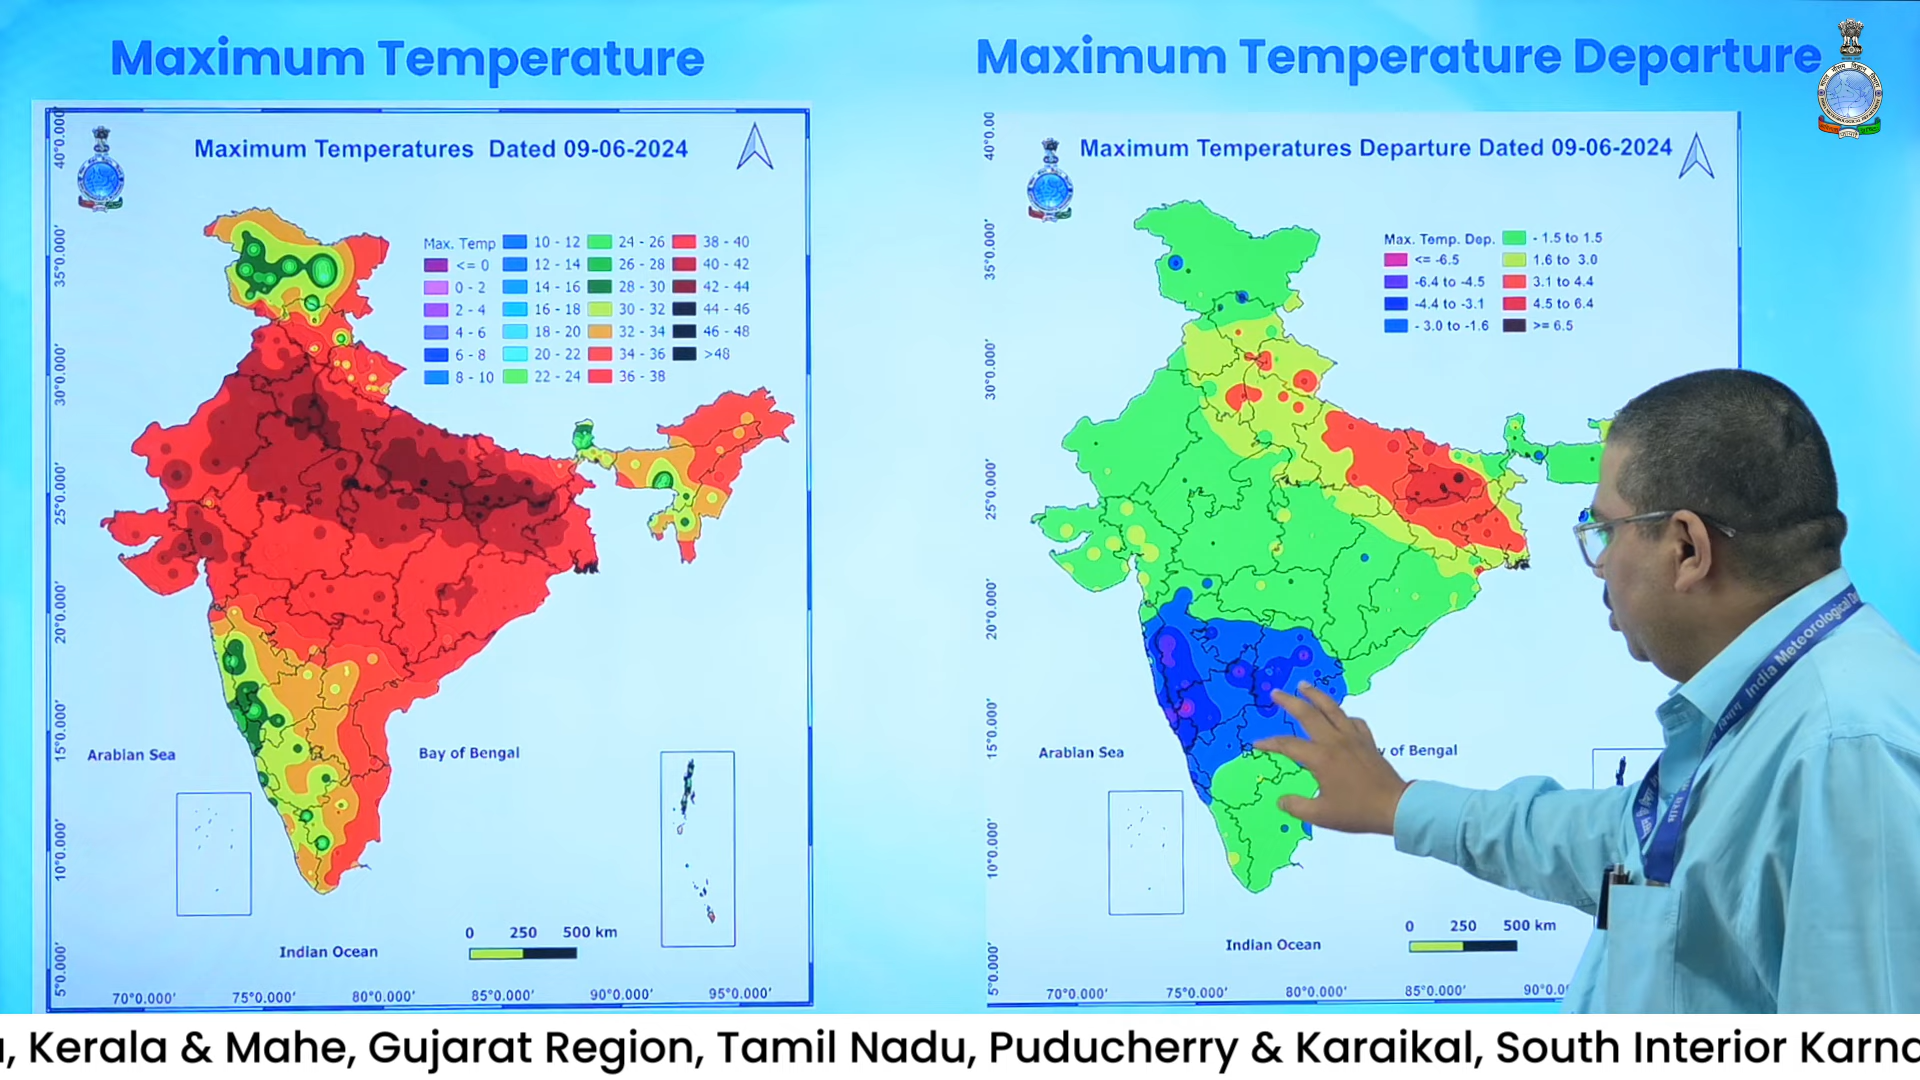 Maximum Temperature
Maximum Temperatures Dated 09-06-2024
Max. Temp
<= 0
0 - 2
2 - 4
4 - 6
6 - 8
8 - 10
10 - 12
12 - 14
14 - 16
16 - 18
18 - 20
20 - 22
22 - 24
24 - 26
26 - 28
28 - 30
30 - 32
32 - 34
34 - 36
36 - 38
38 - 40
40 - 42
42 - 44
44 - 46
46 - 48
>48
40°0.000'
35°0.000'
30°0.000'
25°0.000'
20°0.000'
15°0.000'
10°0.000'
5°0.000'
Arabian Sea
Bay of Bengal
Indian Ocean
0 250 500 km
70°0.000' 75°0.000' 80°0.000' 85°0.000' 90°0.000' 95°0.000'
Maximum Temperature Departure
Maximum Temperatures Departure Dated 09-06-2024
Max. Temp. Dep.
<= -6.5
-6.4 to -4.5
-4.4 to -3.1
- 3.0 to -1.6
- 1.5 to 1.5
1.6 to 3.0
3.1 to 4.4
4.5 to 6.4
>= 6.5
40°0.00
35°0.000'
30°0.000'
25°0.000'
20°0.000'
15°0.000'
10°0.000'
5°0.000'
Arabian Sea
y of Bengal
Indian Ocean
0 250 500 km
70°0.000' 75°0.000' 80°0.000' 85°0.000' 90°0.0
India Meteorological De
, Kerala & Mahe, Gujarat Region, Tamil Nadu, Puducherry & Karaikal, South Interior Karna